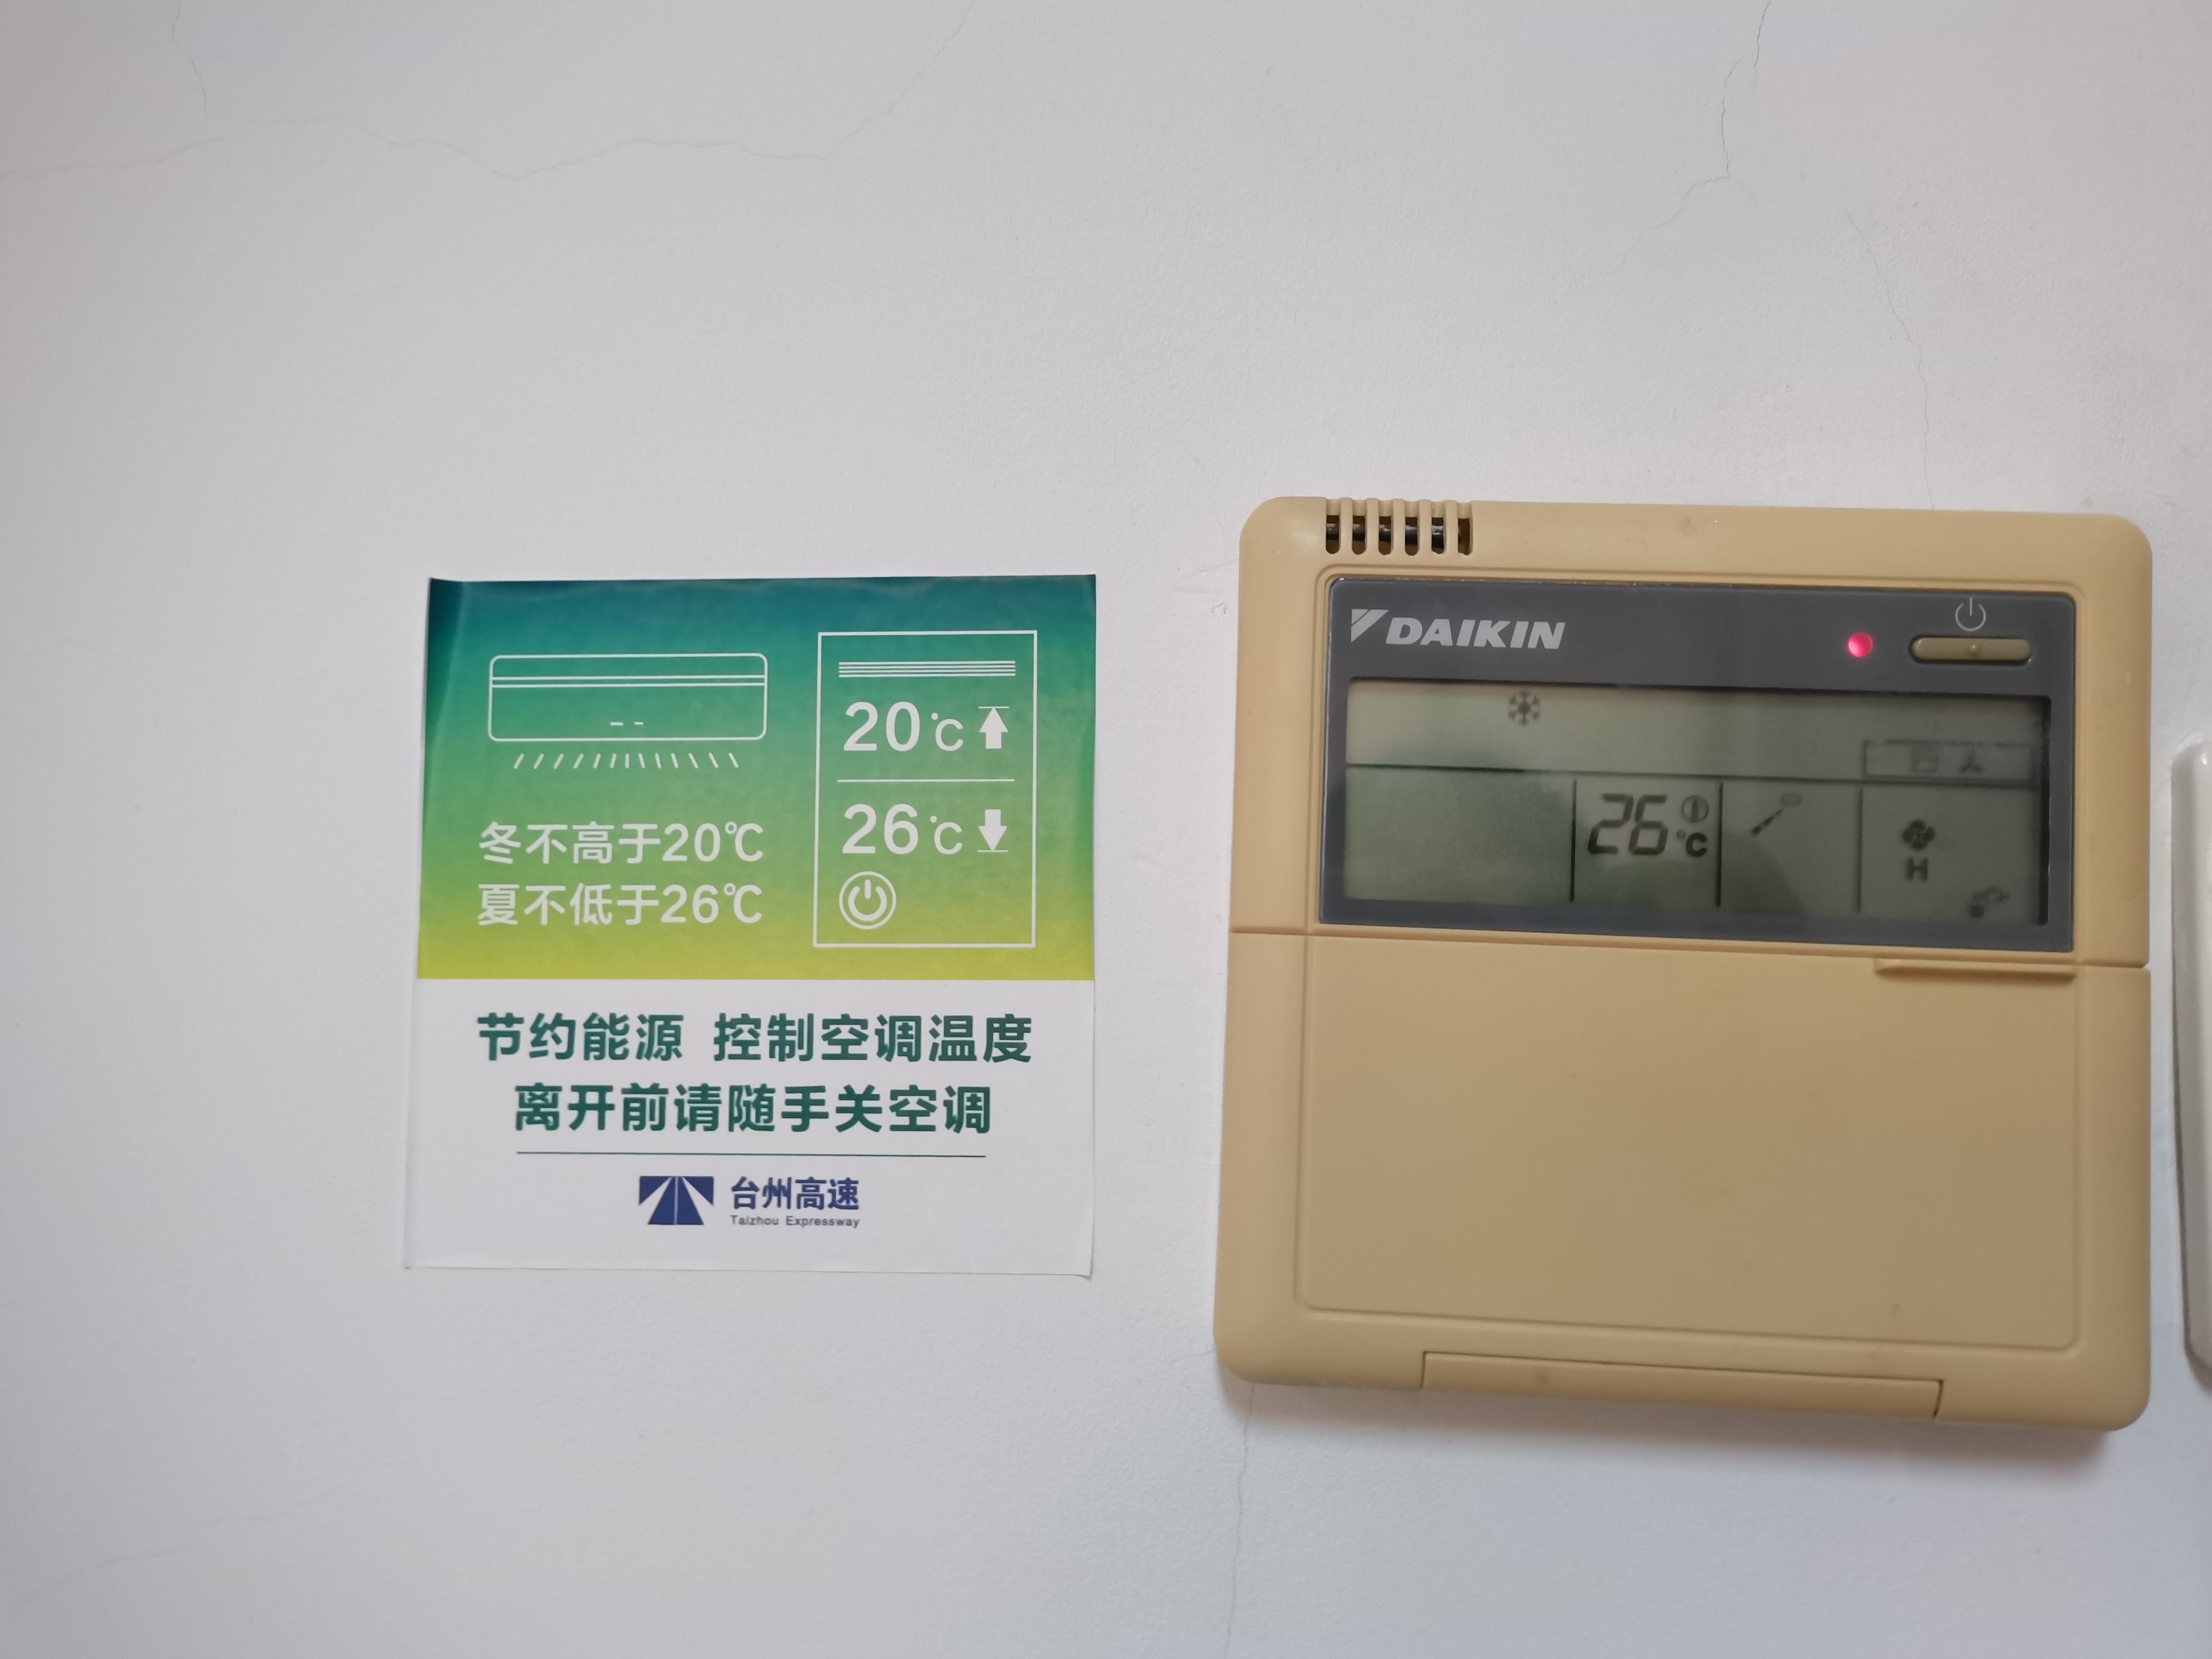 20℃
26℃
冬不高于20℃
夏不低于26℃
节约能源 控制空调温度
离开前请随手关空调
台州高速
Taizhou Expressway
DAIKIN
26
℃
H